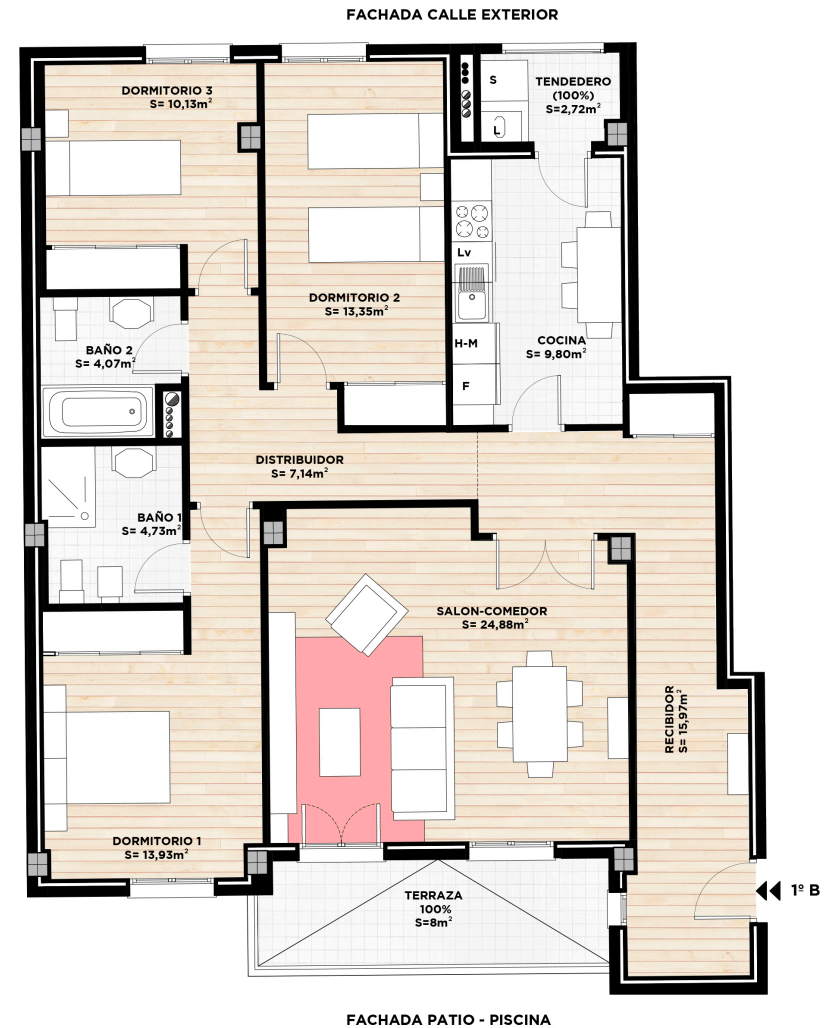 FACHADA CALLE EXTERIOR
DORMITORIO 3
S= 10,13m²
TENDEDERO
(100%)
S=2,72m²
S
L
Lv
DORMITORIO 2
S= 13,35m²
COCINA
S= 9,80m²
H-M
F
BAÑO 2
S= 4,07m²
DISTRIBUIDOR
S= 7,14m²
BAÑO 1
S= 4,73m²
SALON-COMEDOR
S= 24,88m²
RECIBIDOR
S= 15,97m²
DORMITORIO 1
S= 13,93m²
TERRAZA
100%
S=8m²
1º B
FACHADA PATIO - PISCINA